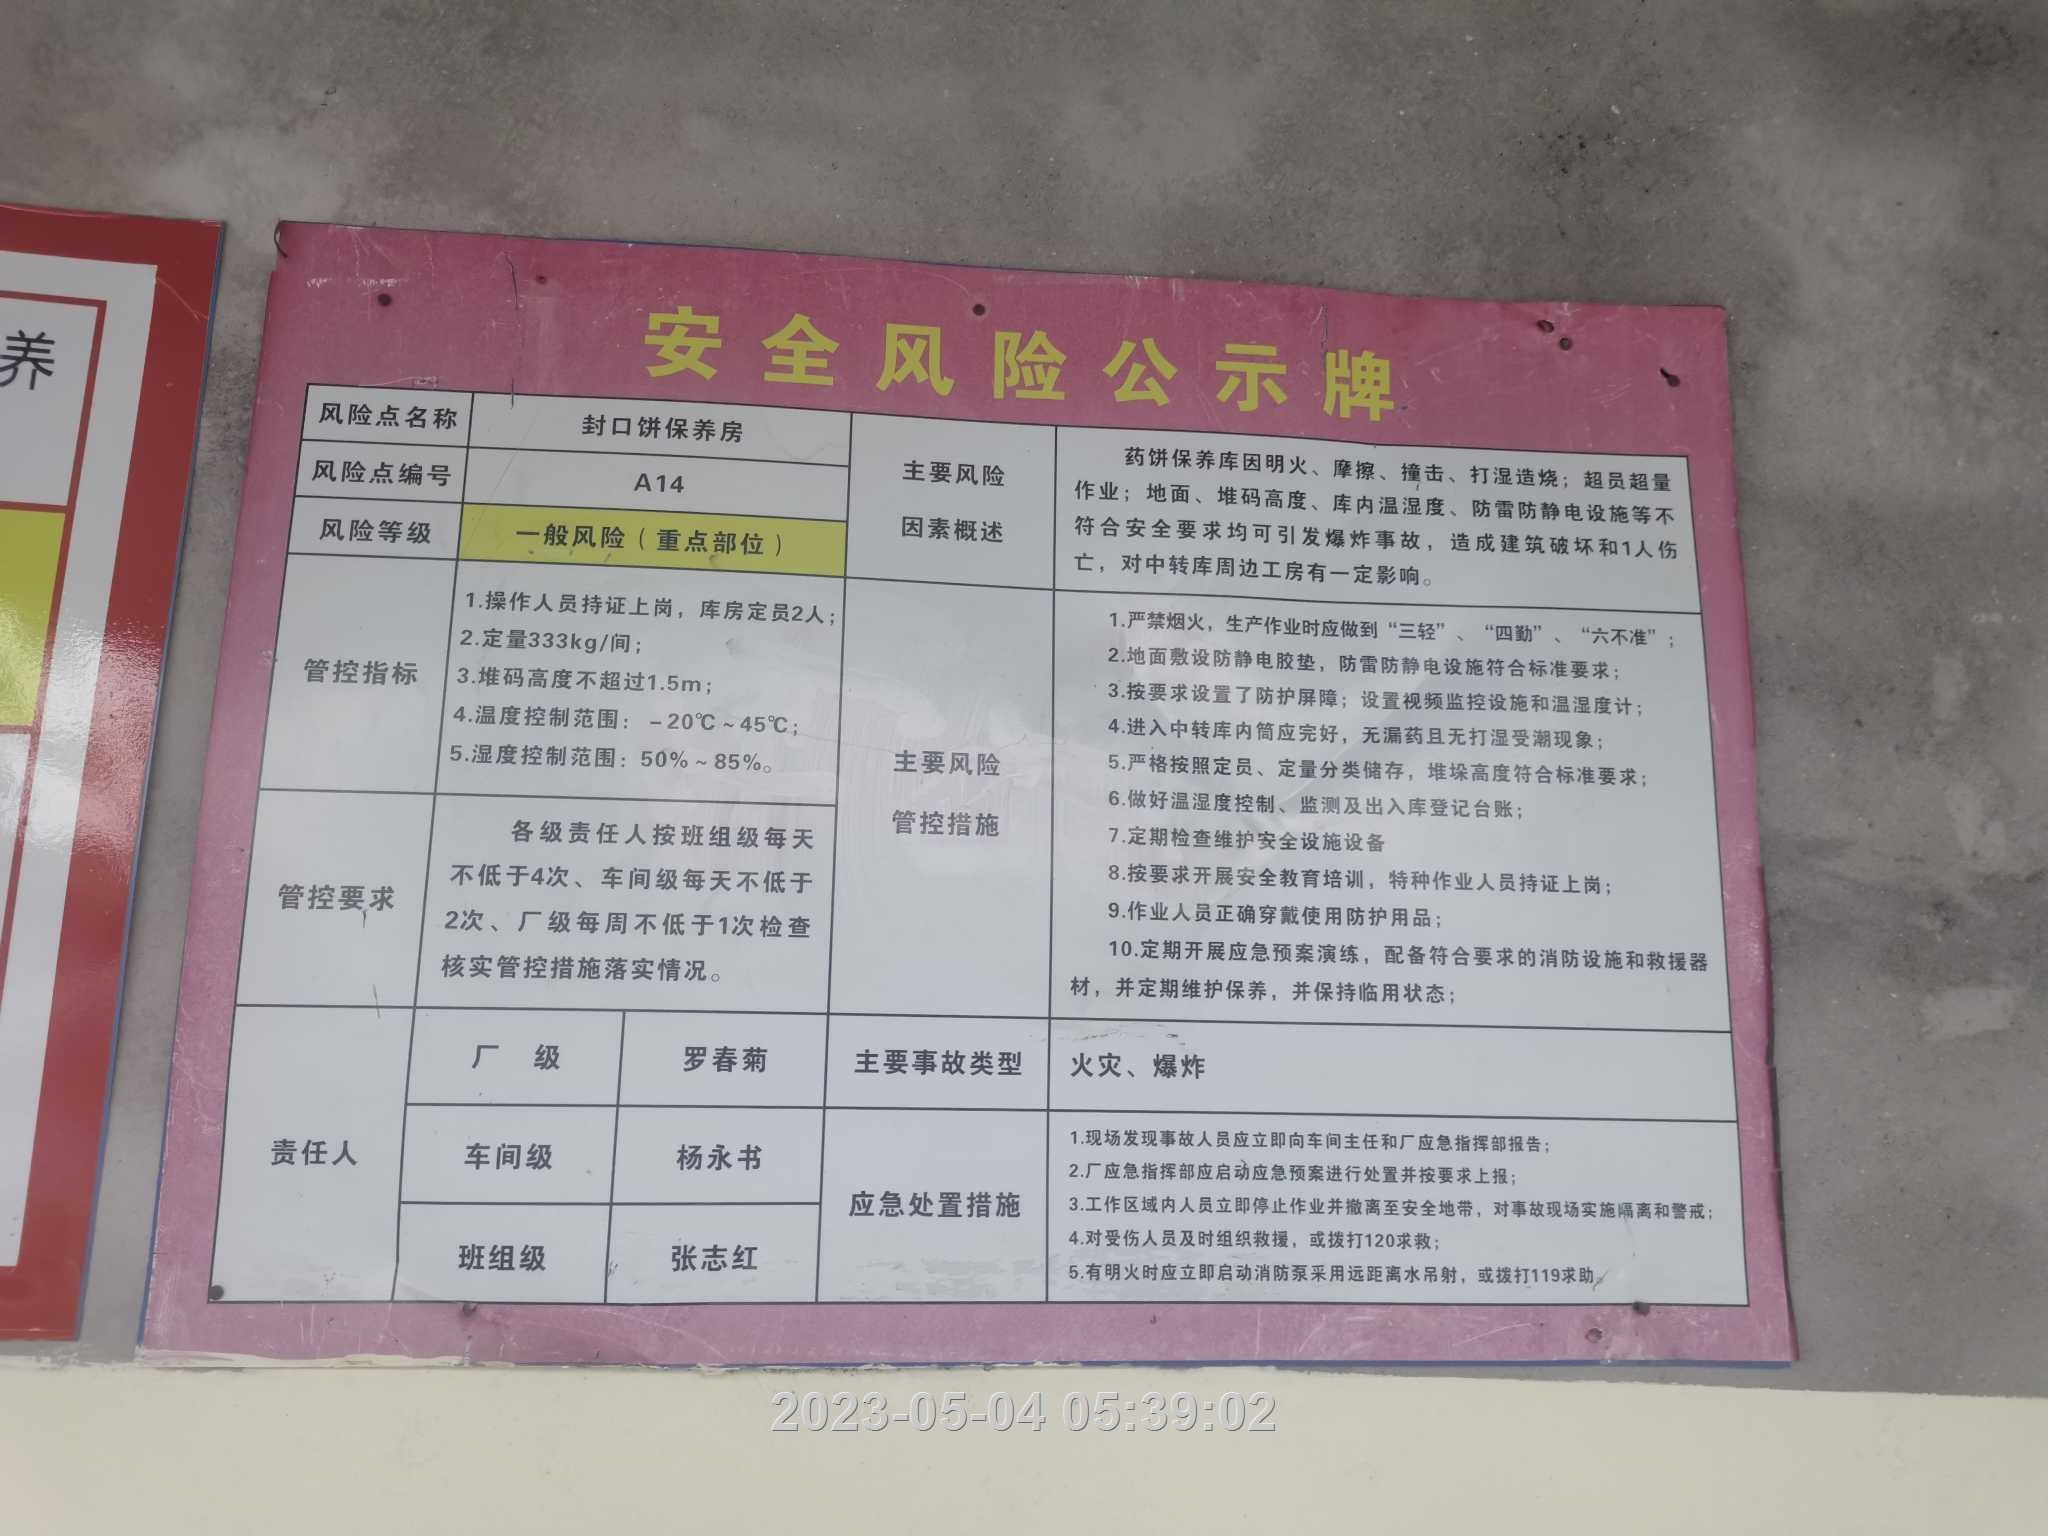 养
安全风险公示牌
风险点名称
封口饼保养房
风险点编号
A14
风险等级
一般风险（重点部位）
管控指标
1.操作人员持证上岗，库房定员2人；
2.定量333kg/间；
3.堆码高度不超过1.5m；
4.温度控制范围：－20℃～45℃；
5.湿度控制范围：50%～85%。
管控要求
各级责任人按班组级每天
不低于4次、车间级每天不低于
2次、厂级每周不低于1次检查
核实管控措施落实情况。
责任人
厂 级
罗春菊
车间级
杨永书
班组级
张志红
主要风险
因素概述
药饼保养库因明火、摩擦、撞击、打湿造烧；超员超量
作业；地面、堆码高度、库内温湿度、防雷防静电设施等不
符合安全要求均可引发爆炸事故，造成建筑破坏和1人伤
亡，对中转库周边工房有一定影响。
主要风险
管控措施
1.严禁烟火，生产作业时应做到“三轻”、“四勤”、“六不准”；
2.地面敷设防静电胶垫，防雷防静电设施符合标准要求；
3.按要求设置了防护屏障；设置视频监控设施和温湿度计；
4.进入中转库内筒应完好，无漏药且无打湿受潮现象；
5.严格按照定员、定量分类储存，堆垛高度符合标准要求；
6.做好温湿度控制、监测及出入库登记台账；
7.定期检查维护安全设施设备
8.按要求开展安全教育培训，特种作业人员持证上岗；
9.作业人员正确穿戴使用防护用品；
10.定期开展应急预案演练，配备符合要求的消防设施和救援器
材，并定期维护保养，并保持临用状态；
主要事故类型
火灾、爆炸
应急处置措施
1.现场发现事故人员应立即向车间主任和厂应急指挥部报告；
2.厂应急指挥部应启动应急预案进行处置并按要求上报；
3.工作区域内人员立即停止作业并撤离至安全地带，对事故现场实施隔离和警戒；
4.对受伤人员及时组织救援，或拨打120求救；
5.有明火时应立即启动消防泵采用远距离水吊射，或拨打119求助。
2023-05-04 05:39:02